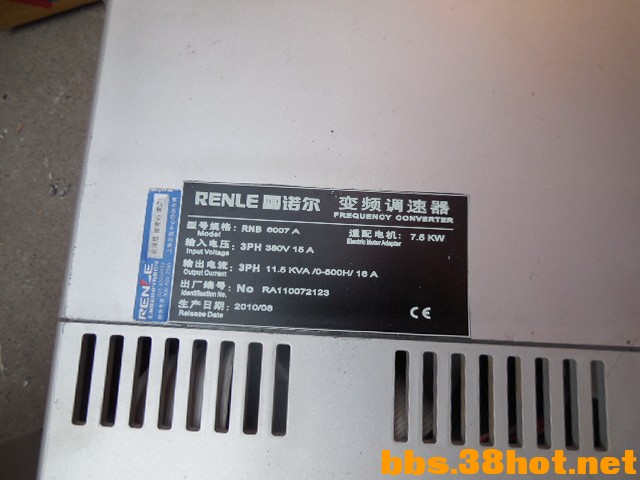 RENLE 雷诺尔 变频调速器
FREQUENCY CONVERTER
型号规格: RNB 6007 A 适配电机: 7.5 KW
Model Electric Motor Adapter
输入电压: 3PH 380V 15 A
Input Voltage
输出电流: 3PH 11.5 KVA /0-600H/ 16 A
Output Current
出厂编号: No RA110072123
Identification No.
生产日期: 2010/08
Release Date
CE
RENLE
bbs.38hot.net